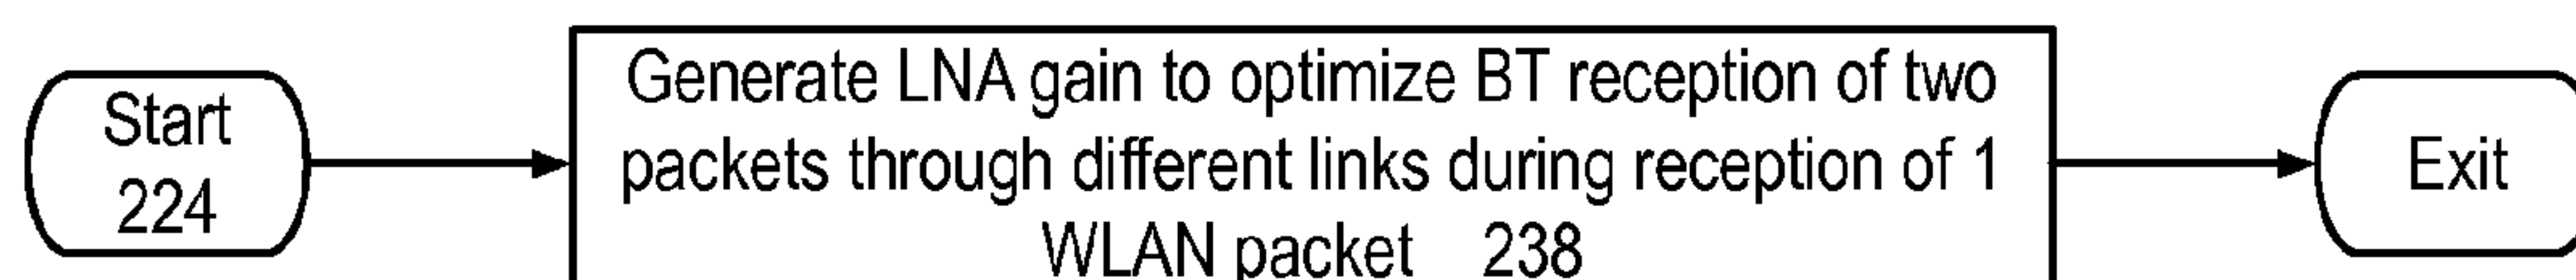 Start
224
Generate LNA gain to optimize BT reception of two
packets through different links during reception of 1
WLAN packet 238
Exit